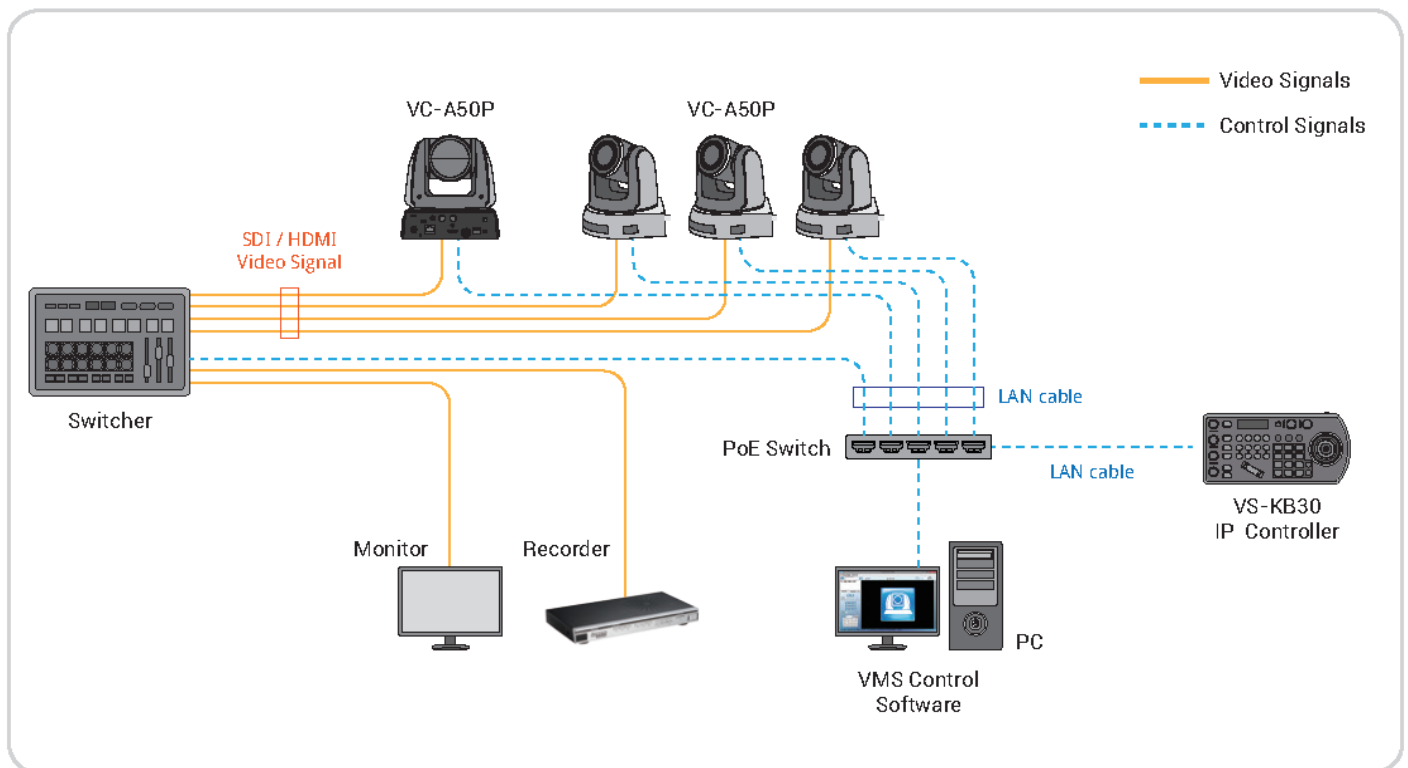 Video Signals
Control Signals
VC-A50P
VC-A50P
SDI / HDMI
Video Signal
Switcher
LAN cable
PoE Switch
LAN cable
VS-KB30
IP Controller
Monitor
Recorder
PC
VMS Control
Software